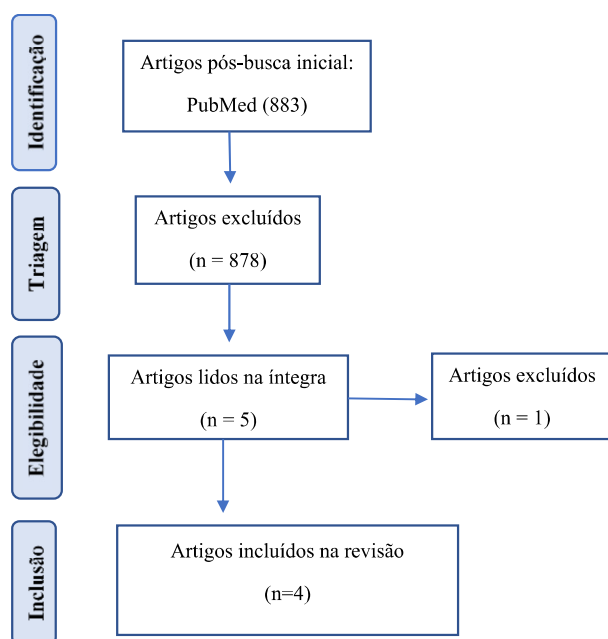 Identificação
Artigos pós-busca inicial:
PubMed (883)
Triagem
Artigos excluídos
(n = 878)
Elegibilidade
Artigos lidos na íntegra
(n = 5)
Artigos excluídos
(n = 1)
Inclusão
Artigos incluídos na revisão
(n=4)